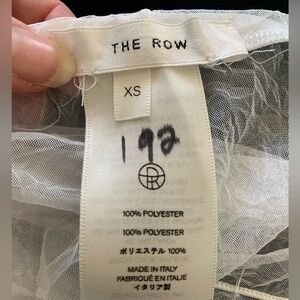 THE ROW
XS
192
100% POLYESTER
100% POLYESTER
ポリエステル 100%
MADE IN ITALY
FABRIQUÉ EN ITALIE
イタリア製